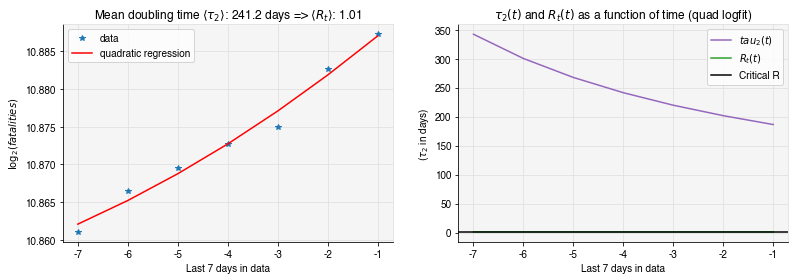 Mean doubling time ⟨τ₂⟩: 241.2 days => ⟨Rₜ⟩: 1.01
data
quadratic regression
10.885
10.880
10.875
10.870
10.865
10.860
log₂(fatalities)
-7 -6 -5 -4 -3 -2 -1
Last 7 days in data
τ₂(t) and Rₜ(t) as a function of time (quad logfit)
tau₂(t)
Rₜ(t)
Critical R
350
300
250
200
150
100
50
0
(τ₂ in days)
-7 -6 -5 -4 -3 -2 -1
Last 7 days in data